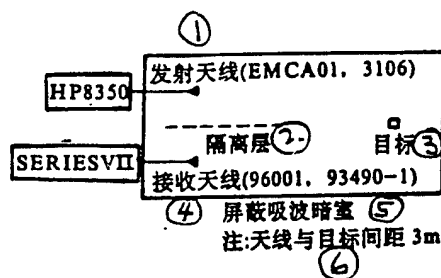 ①
发射天线(EMCA01, 3106)
HP8350
隔离层 ②
目标 ③
SERIESVII
接收天线(96001, 93490-1)
④ 屏蔽吸波暗室 ⑤
注:天线与目标间距 3m
⑥